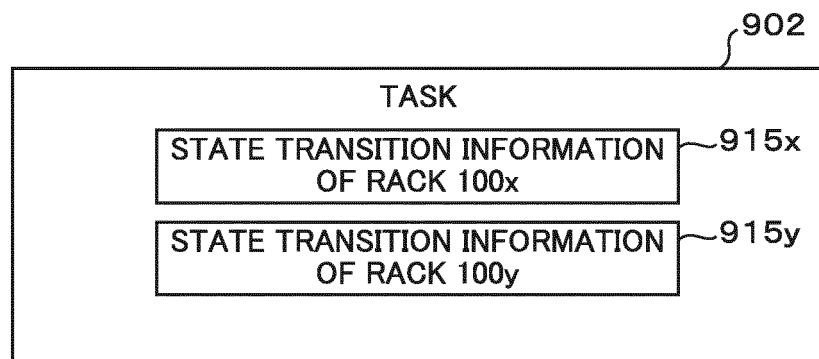 902
TASK
STATE TRANSITION INFORMATION
OF RACK 100x
915x
STATE TRANSITION INFORMATION
OF RACK 100y
915y